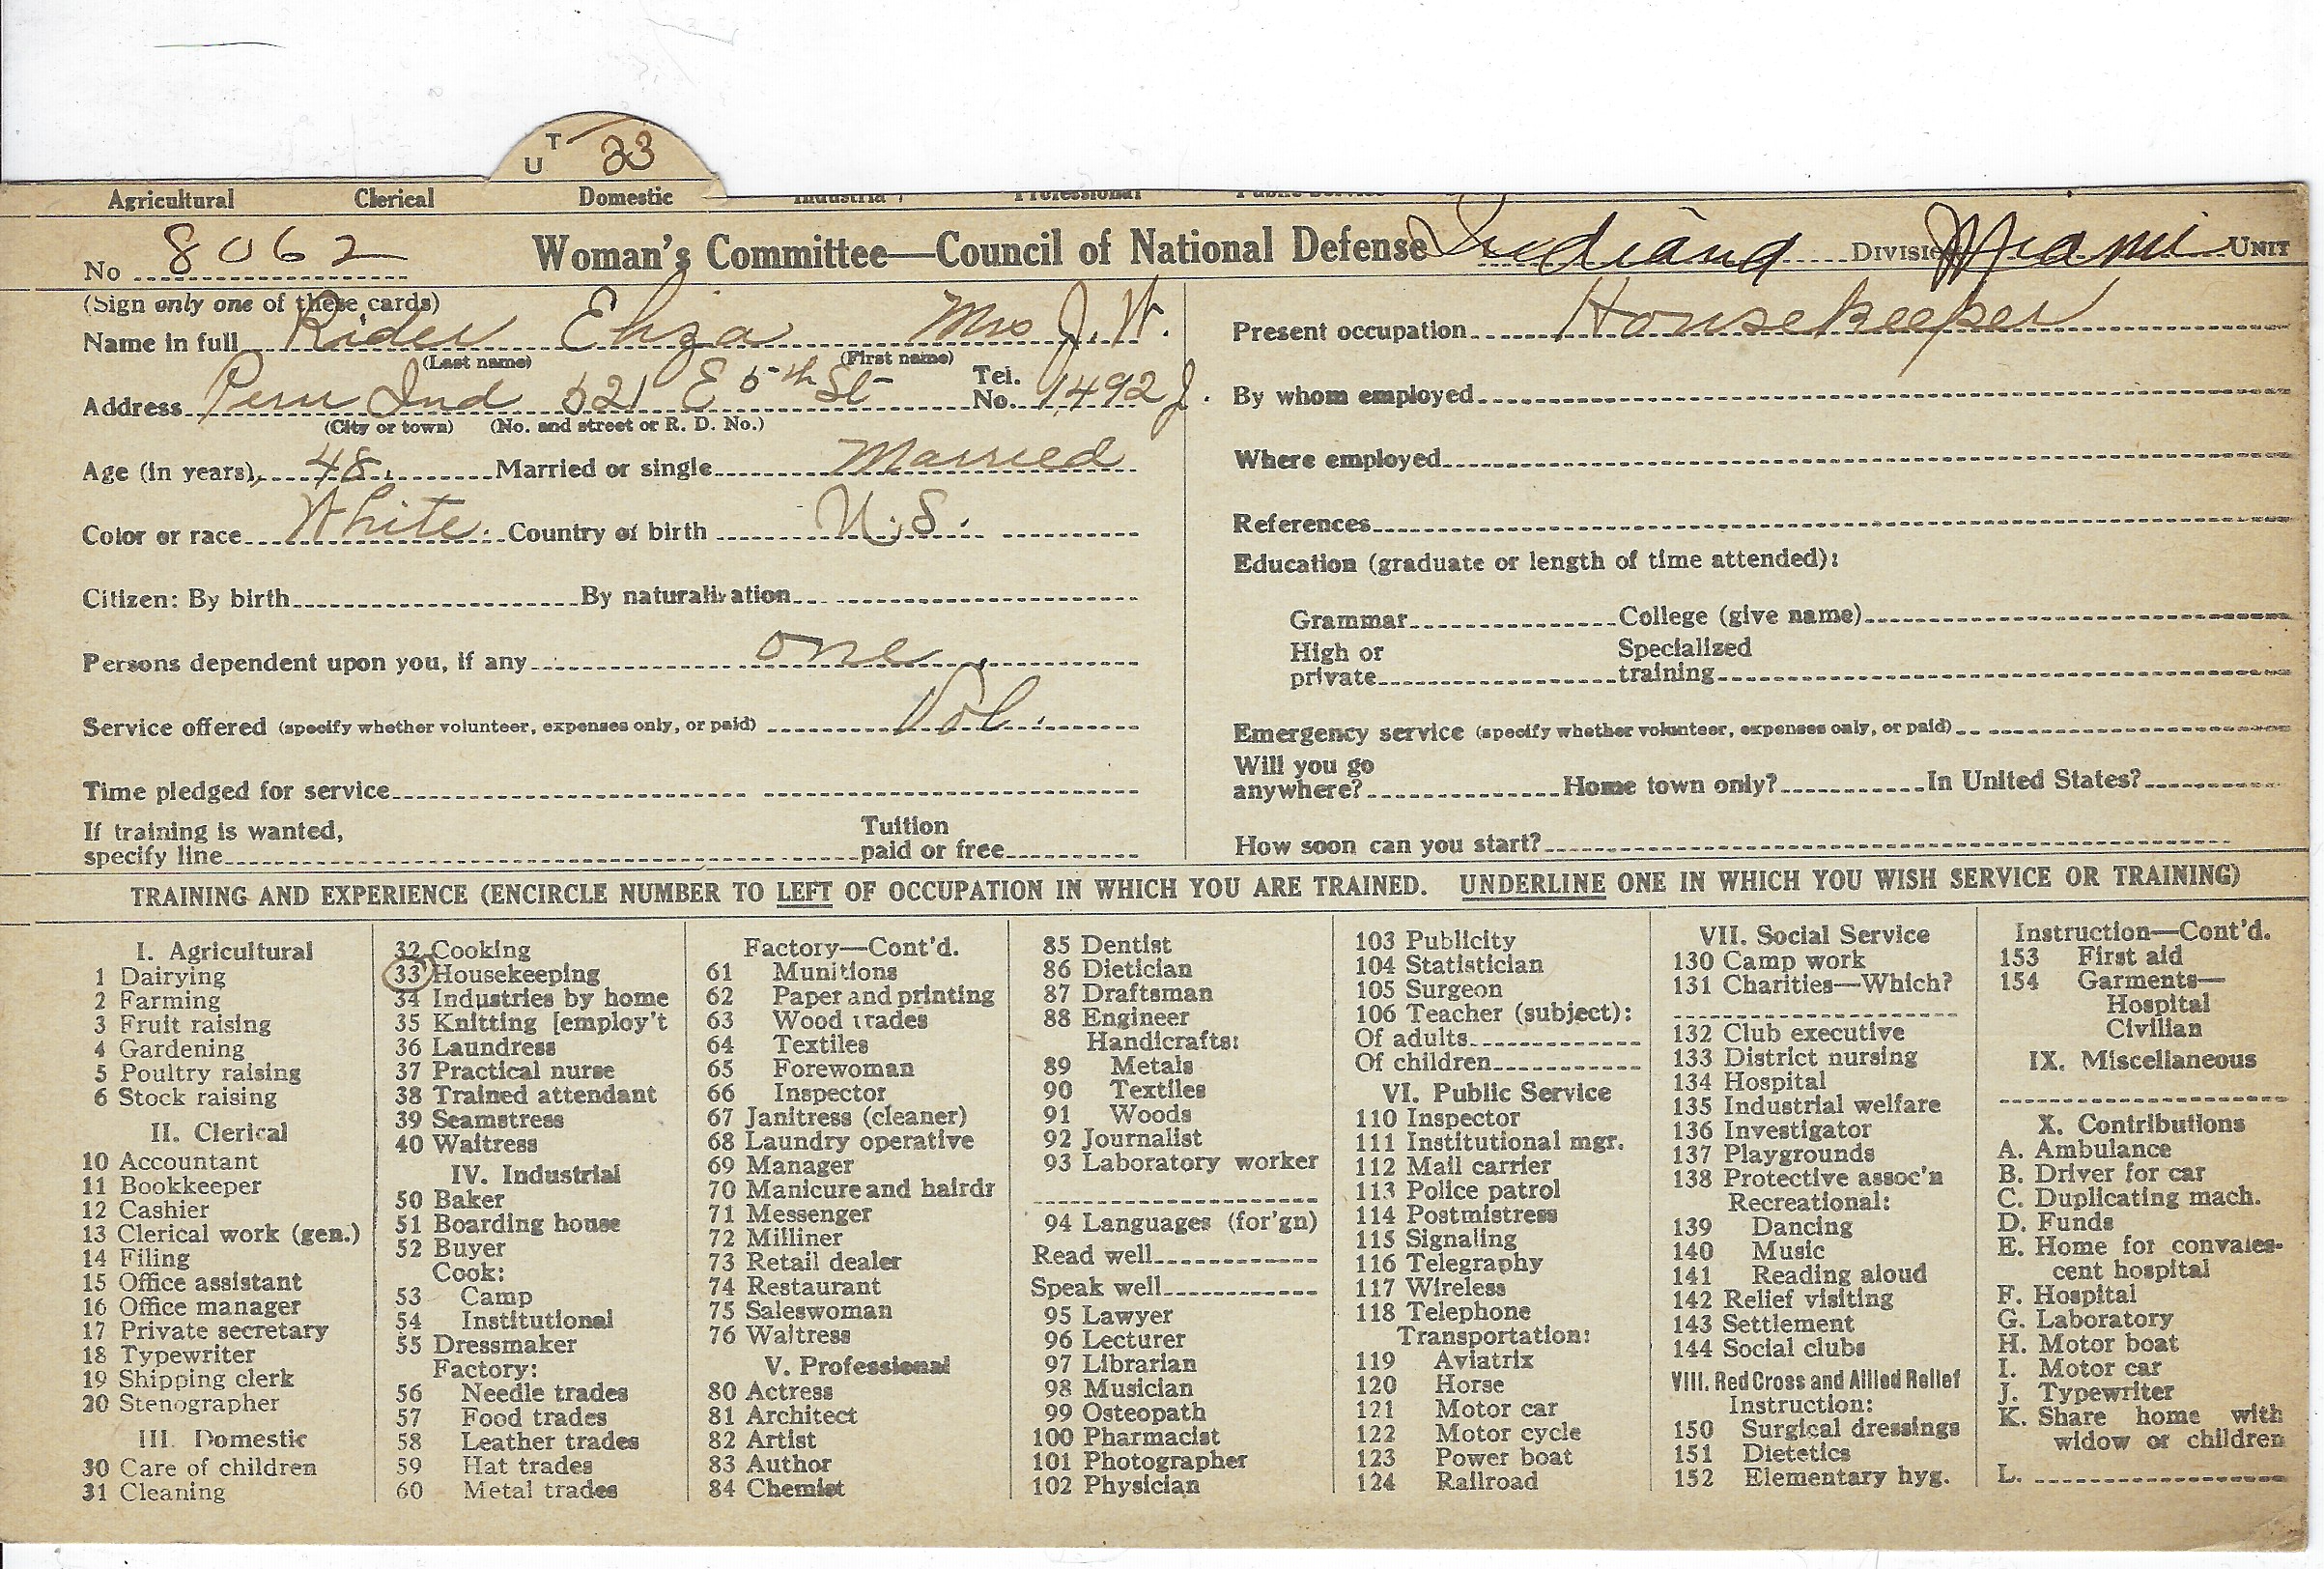 T
U 33
Agricultural Clerical Domestic Industrial Professional Public Service
No 8062 Woman's Committee—Council of National Defense Indiana Division Miami Unit
(Sign only one of these cards)
Name in full Rider Eliza Mrs J. W.
(Last name) (First name)
Address Peru Ind 521 E 5th St Tel. No. 1492 J.
(City or town) (No. and street or R. D. No.)
Age (in years) 48. Married or single Married
Color or race White. Country of birth U.S.
Citizen: By birth By naturalization
Persons dependent upon you, if any one
Service offered (specify whether volunteer, expenses only, or paid) Vol.
Time pledged for service
If training is wanted, specify line Tuition paid or free
Present occupation Housekeeper
By whom employed
Where employed
References
Education (graduate or length of time attended):
Grammar College (give name)
High or private Specialized training
Emergency service (specify whether volunteer, expenses only, or paid)
Will you go anywhere? Home town only? In United States?
How soon can you start?
TRAINING AND EXPERIENCE (ENCIRCLE NUMBER TO LEFT OF OCCUPATION IN WHICH YOU ARE TRAINED. UNDERLINE ONE IN WHICH YOU WISH SERVICE OR TRAINING)
I. Agricultural
1 Dairying
2 Farming
3 Fruit raising
4 Gardening
5 Poultry raising
6 Stock raising
II. Clerical
10 Accountant
11 Bookkeeper
12 Cashier
13 Clerical work (gen.)
14 Filing
15 Office assistant
16 Office manager
17 Private secretary
18 Typewriter
19 Shipping clerk
20 Stenographer
III. Domestic
30 Care of children
31 Cleaning
32 Cooking
33 Housekeeping
34 Industries by home
35 Knitting [employ't
36 Laundress
37 Practical nurse
38 Trained attendant
39 Seamstress
40 Waitress
IV. Industrial
50 Baker
51 Boarding house
52 Buyer
Cook:
53 Camp
54 Institutional
55 Dressmaker
Factory:
56 Needle trades
57 Food trades
58 Leather trades
59 Hat trades
60 Metal trades
Factory—Cont'd.
61 Munitions
62 Paper and printing
63 Wood trades
64 Textiles
65 Forewoman
66 Inspector
67 Janitress (cleaner)
68 Laundry operative
69 Manager
70 Manicure and hairdr
71 Messenger
72 Milliner
73 Retail dealer
74 Restaurant
75 Saleswoman
76 Waitress
V. Professional
80 Actress
81 Architect
82 Artist
83 Author
84 Chemist
85 Dentist
86 Dietician
87 Draftsman
88 Engineer
Handicrafts:
89 Metals
90 Textiles
91 Woods
92 Journalist
93 Laboratory worker
94 Languages (for'gn)
Read well
Speak well
95 Lawyer
96 Lecturer
97 Librarian
98 Musician
99 Osteopath
100 Pharmacist
101 Photographer
102 Physician
103 Publicity
104 Statistician
105 Surgeon
106 Teacher (subject):
Of adults
Of children
VI. Public Service
110 Inspector
111 Institutional mgr.
112 Mail carrier
113 Police patrol
114 Postmistress
115 Signaling
116 Telegraphy
117 Wireless
118 Telephone
Transportation:
119 Aviatrix
120 Horse
121 Motor car
122 Motor cycle
123 Power boat
124 Railroad
VII. Social Service
130 Camp work
131 Charities—Which?
132 Club executive
133 District nursing
134 Hospital
135 Industrial welfare
136 Investigator
137 Playgrounds
138 Protective assoc'n
Recreational:
139 Dancing
140 Music
141 Reading aloud
142 Relief visiting
143 Settlement
144 Social clubs
VIII. Red Cross and Allied Relief
Instruction:
150 Surgical dressings
151 Dietetics
152 Elementary hyg.
Instruction—Cont'd.
153 First aid
154 Garments—
Hospital
Civilian
IX. Miscellaneous
X. Contributions
A. Ambulance
B. Driver for car
C. Duplicating mach.
D. Funds
E. Home for convales-
cent hospital
F. Hospital
G. Laboratory
H. Motor boat
I. Motor car
J. Typewriter
K. Share home with
widow or children
L.